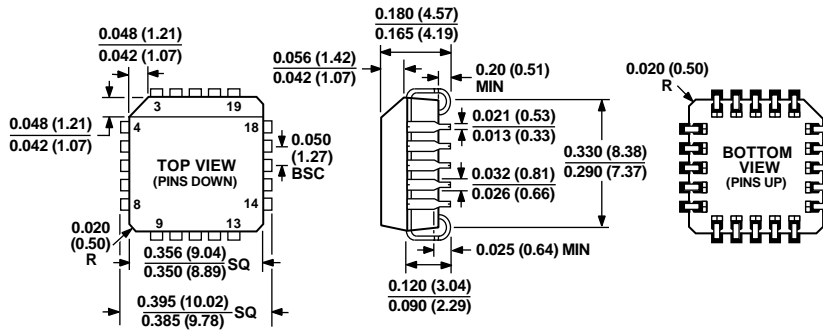 0.048 (1.21)
0.042 (1.07)
0.048 (1.21)
0.042 (1.07)
3
19
4
18
TOP VIEW
(PINS DOWN)
8
14
9
13
0.050
(1.27)
BSC
0.020
(0.50)
R
0.356 (9.04)
0.350 (8.89)
SQ
0.395 (10.02)
0.385 (9.78)
SQ
0.180 (4.57)
0.165 (4.19)
0.056 (1.42)
0.042 (1.07)
0.20 (0.51)
MIN
0.021 (0.53)
0.013 (0.33)
0.032 (0.81)
0.026 (0.66)
0.330 (8.38)
0.290 (7.37)
0.025 (0.64) MIN
0.120 (3.04)
0.090 (2.29)
0.020 (0.50)
R
BOTTOM
VIEW
(PINS UP)